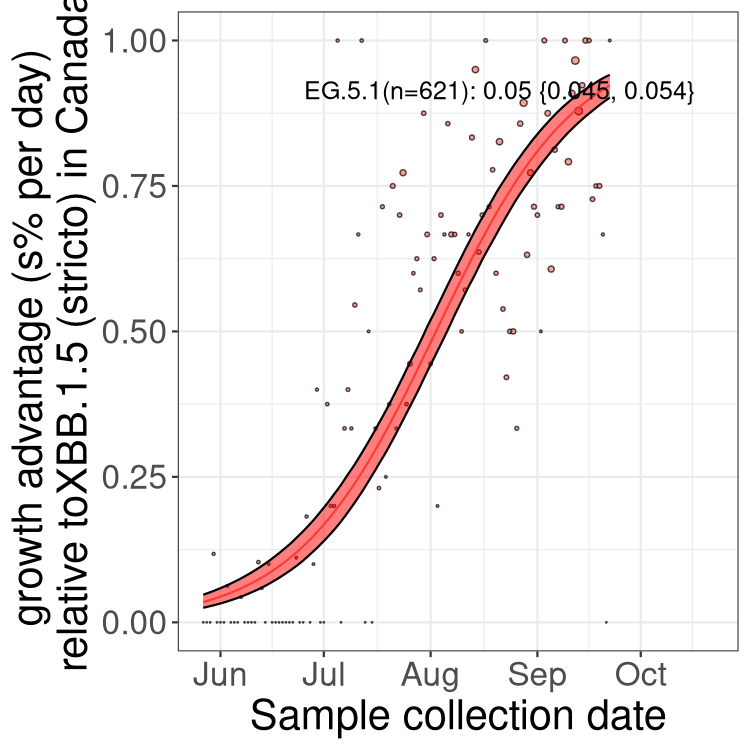 growth advantage (s% per day)
relative toXBB.1.5 (stricto) in Canada
1.00
0.75
0.50
0.25
0.00
EG.5.1(n=621): 0.05 {0.045, 0.054}
Jun Jul Aug Sep Oct
Sample collection date